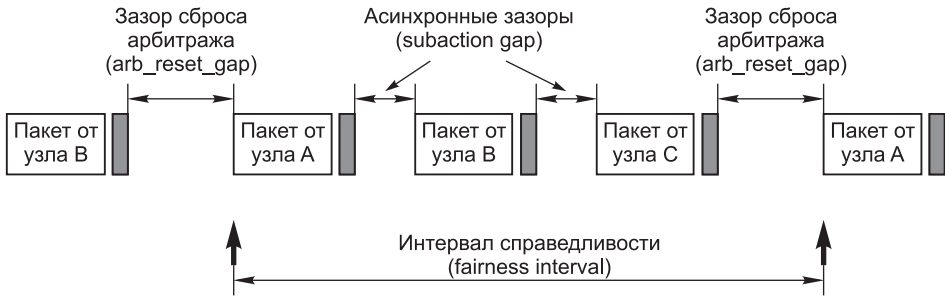 Зазор сброса
арбитража
(arb_reset_gap)
Асинхронные зазоры
(subaction gap)
Зазор сброса
арбитража
(arb_reset_gap)
Пакет от
узла B
Пакет от
узла A
Пакет от
узла B
Пакет от
узла C
Пакет от
узла A
Интервал справедливости
(fairness interval)